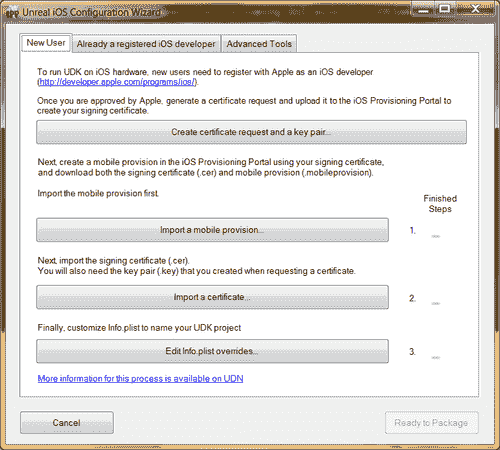 Unreal iOS Configuration Wizard
New User
Already a registered iOS developer
Advanced Tools
To run UDK on iOS hardware, new users need to register with Apple as an iOS developer
(http://developer.apple.com/programs/ios/).
Once you are approved by Apple, generate a certificate request and upload it to the iOS Provisioning Portal to
create your signing certificate.
Create certificate request and a key pair...
Next, create a mobile provision in the iOS Provisioning Portal using your signing certificate,
and download both the signing certificate (.cer) and mobile provision (.mobileprovision).
Import the mobile provision first.
Finished
Steps
Import a mobile provision...
1.
Next, import the signing certificate (.cer).
You will also need the key pair (.key) that you created when requesting a certificate.
Import a certificate...
2.
Finally, customize Info.plist to name your UDK project
Edit Info.plist overrides...
3.
More information for this process is available on UDN
Cancel
Ready to Package